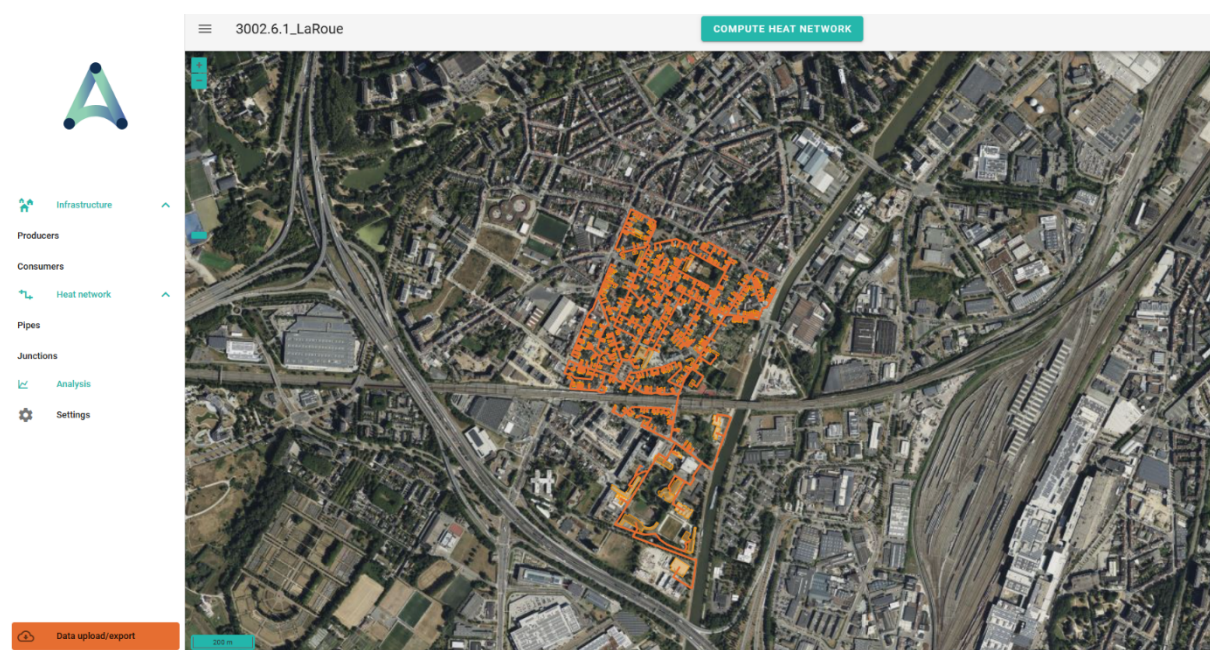 3002.6.1_LaRoue
COMPUTE HEAT NETWORK
+
−
Infrastructure
Producers
Consumers
Heat network
Pipes
Junctions
Analysis
Settings
Data upload/export
200 m